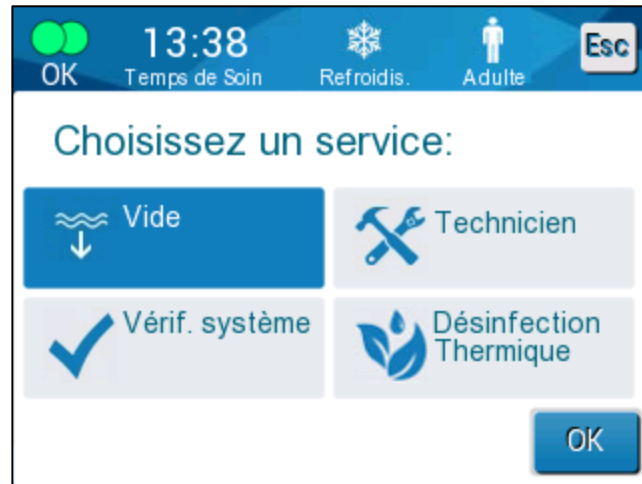 13:38
Esc
OK Temps de Soin Refroidis. Adulte
Choisissez un service:
Vide
Technicien
Vérif. système
Désinfection
Thermique
OK